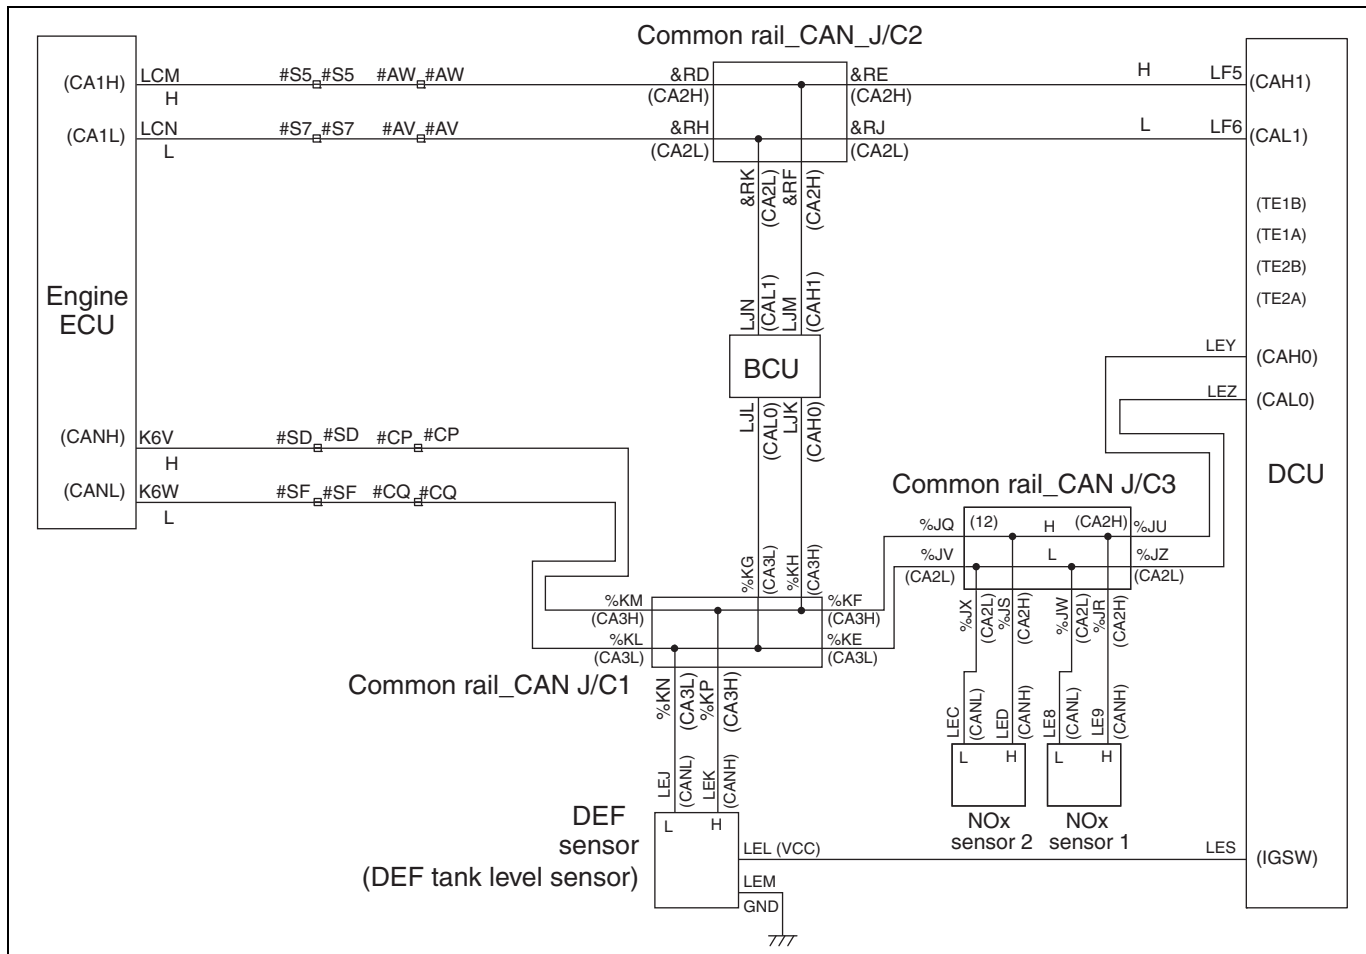 Common rail_CAN_J/C2
(CA1H) LCM #S5 #S5 #AW #AW &RD &RE H LF5 (CAH1)
H (CA2H) (CA2H)
(CA1L) LCN #S7 #S7 #AV #AV &RH &RJ L LF6 (CAL1)
L (CA2L) (CA2L)
&RK (CA2L) &RF (CA2H)
(TE1B)
(TE1A)
(TE2B)
(TE2A)
Engine
ECU
LJN (CAL1) LJM (CAH1)
BCU
LEY (CAH0)
LEZ (CAL0)
LJL (CAL0) LJK (CAH0)
(CANH) K6V #SD #SD #CP #CP
H
(CANL) K6W #SF #SF #CQ #CQ
L
DCU
Common rail_CAN J/C3
%JQ (12) H (CA2H) %JU
%JV L %JZ
(CA2L) (CA2L)
%KG (CA3L) %KH (CA3H)
%KM %KF
(CA3H) (CA3H)
%KL %KE
(CA3L) (CA3L)
%JX (CA2L) %JS (CA2H) %JW (CA2L) %JR (CA2H)
Common rail_CAN J/C1
%KN (CA3L) %KP (CA3H)
LEC (CANL) LED (CANH) LE8 (CANL) LE9 (CANH)
L H L H
NOx
sensor 2
NOx
sensor 1
LEJ (CANL) LEK (CANH)
L H
DEF
sensor
(DEF tank level sensor)
LEL (VCC) LES (IGSW)
LEM
GND